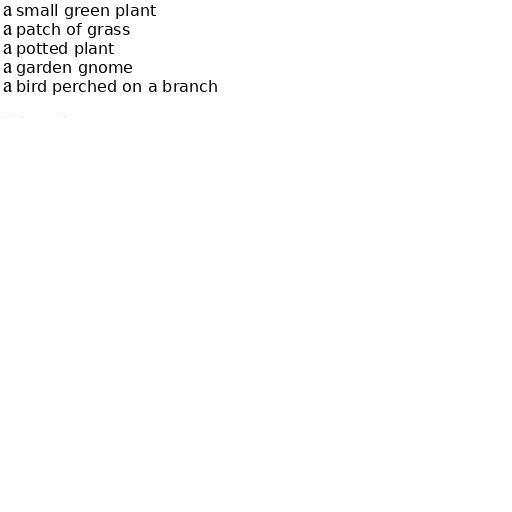 a small green plant
a patch of grass
a potted plant
a garden gnome
a bird perched on a branch